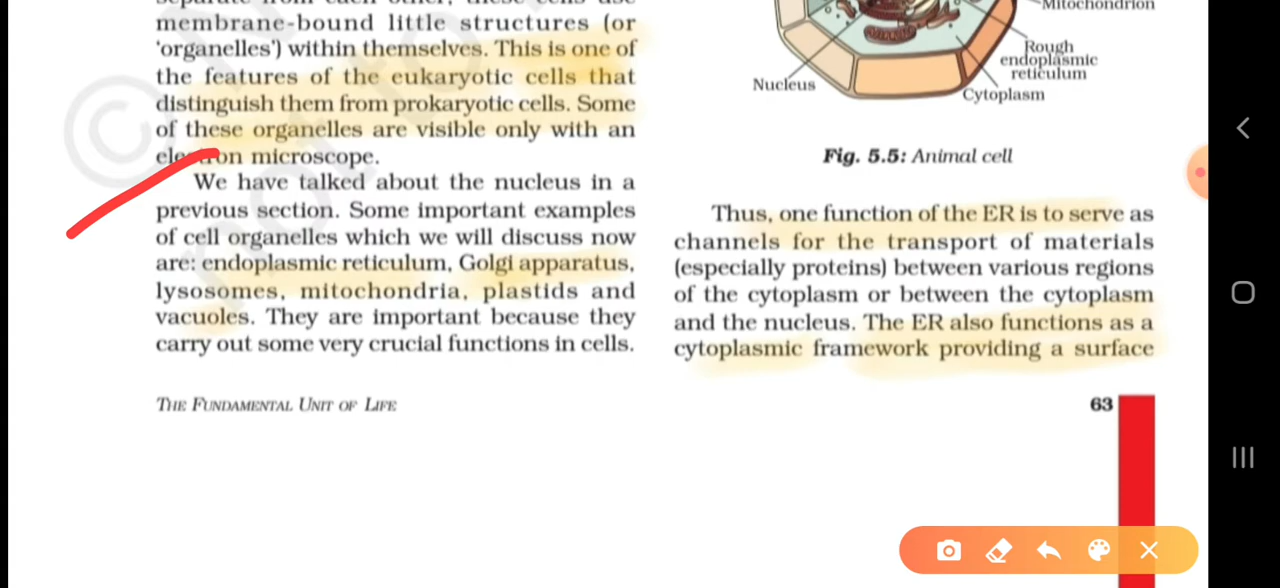 membrane-bound little structures (or
'organelles') within themselves. This is one of
the features of the eukaryotic cells that
distinguish them from prokaryotic cells. Some
of these organelles are visible only with an
electron microscope.
We have talked about the nucleus in a
previous section. Some important examples
of cell organelles which we will discuss now
are: endoplasmic reticulum, Golgi apparatus,
lysosomes, mitochondria, plastids and
vacuoles. They are important because they
carry out some very crucial functions in cells.
THE FUNDAMENTAL UNIT OF LIFE
Mitochondrion
Rough
endoplasmic
reticulum
Nucleus
Cytoplasm
Fig. 5.5: Animal cell
Thus, one function of the ER is to serve as
channels for the transport of materials
(especially proteins) between various regions
of the cytoplasm or between the cytoplasm
and the nucleus. The ER also functions as a
cytoplasmic framework providing a surface
63